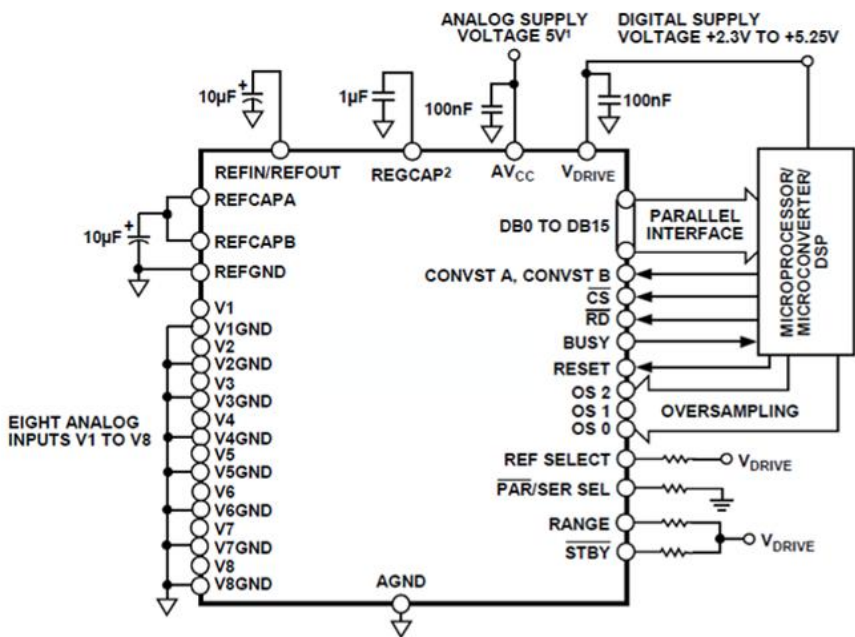 ANALOG SUPPLY
VOLTAGE 5V¹
DIGITAL SUPPLY
VOLTAGE +2.3V TO +5.25V
10µF
+
1µF
100nF
100nF
REFIN/REFOUT
REGCAP²
AVCC
VDRIVE
REFCAPA
+
10µF
REFCAPB
REFGND
DB0 TO DB15
PARALLEL
INTERFACE
MICROPROCESSOR/
MICROCONVERTER/
DSP
CONVST A, CONVST B
CS
RD
BUSY
RESET
OS 2
OS 1
OS 0
OVERSAMPLING
V1
V1GND
V2
V2GND
V3
V3GND
V4
V4GND
V5
V5GND
V6
V6GND
V7
V7GND
V8
V8GND
EIGHT ANALOG
INPUTS V1 TO V8
REF SELECT
VDRIVE
PAR/SER SEL
RANGE
STBY
VDRIVE
AGND